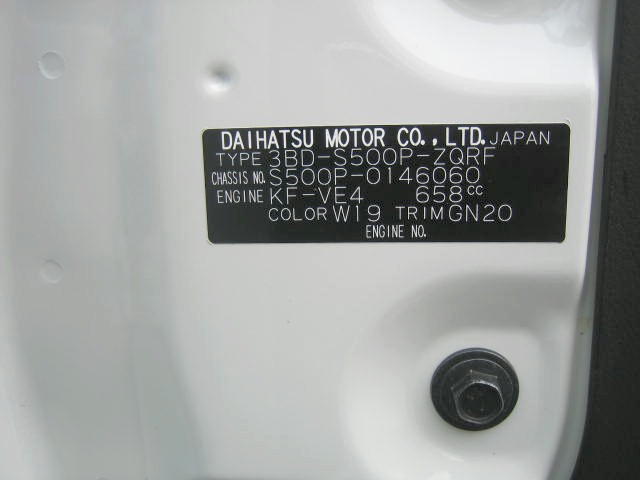 DAIHATSU MOTOR CO., LTD. JAPAN
TYPE 3BD-S500P-ZQRF
CHASSIS NO. S500P-0146060
ENGINE KF-VE4 658cc
COLOR W19 TRIM GN20
ENGINE NO.